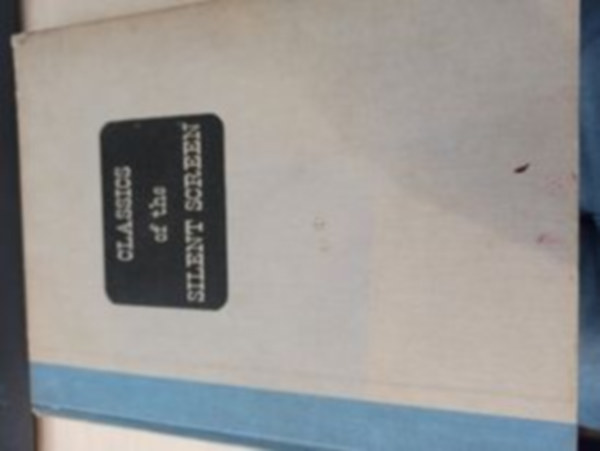 CLASSICS
of the
SILENT SCREEN